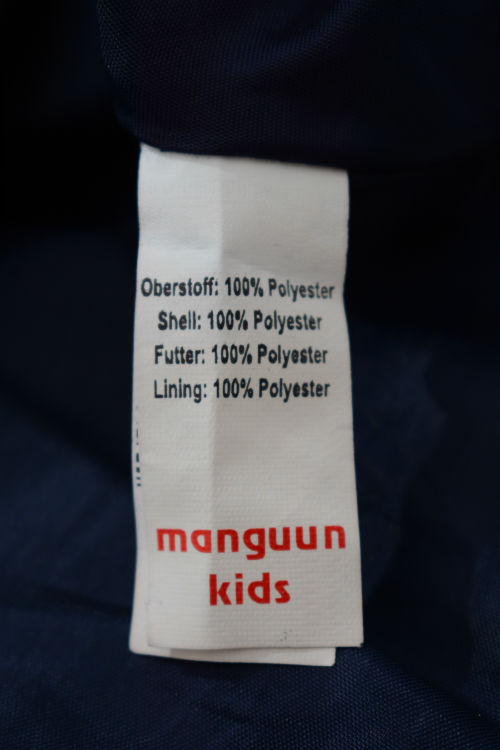 Oberstoff: 100% Polyester
Shell: 100% Polyester
Futter: 100% Polyester
Lining: 100% Polyester
manguun
kids